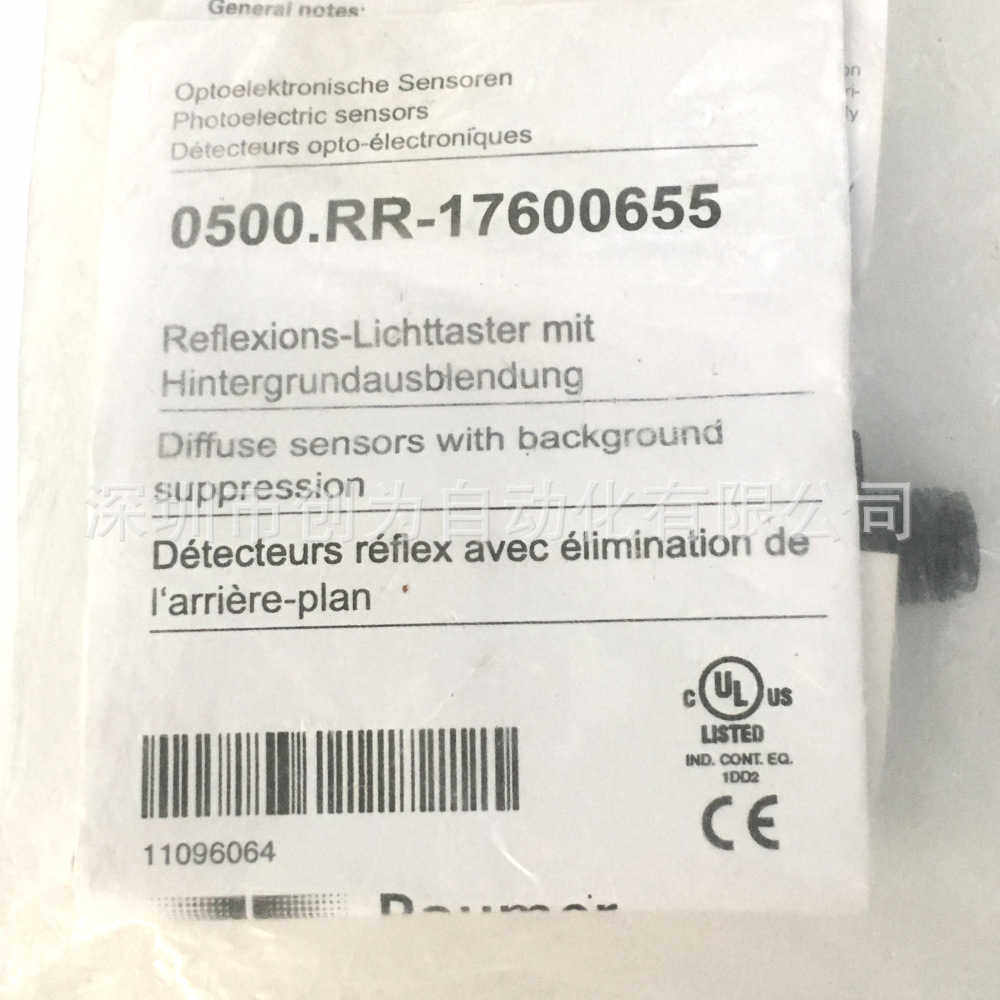 General notes:
Optoelektronische Sensoren
Photoelectric sensors
Détecteurs opto-électroniques
0500.RR-17600655
Reflexions-Lichttaster mit
Hintergrundausblendung
Diffuse sensors with background
suppression
深圳市创为自动化有限公司
Détecteurs réflex avec élimination de
l'arrière-plan
C UL US
LISTED
IND. CONT. EQ.
1DD2
CE
11096064
Baumer